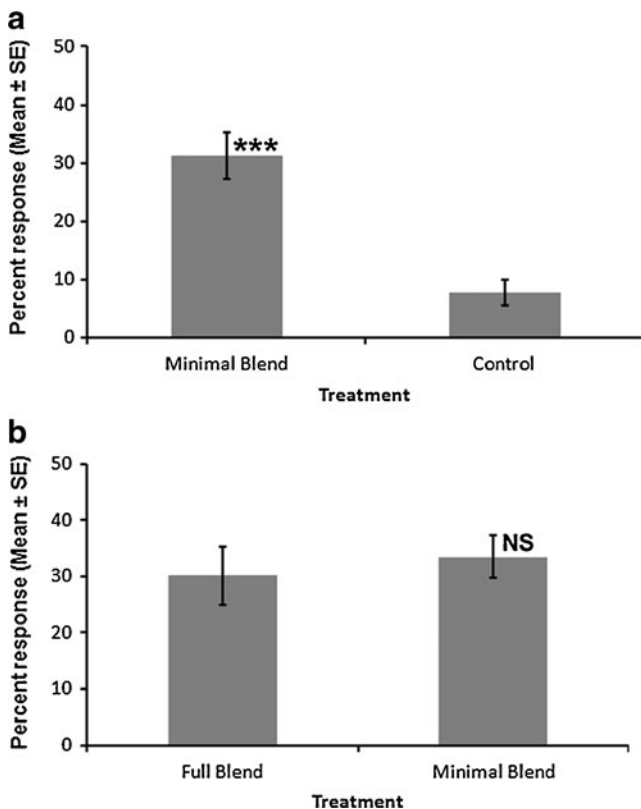 a
Percent response (Mean ± SE)
50
40
30
20
10
0
***
Minimal Blend
Control
Treatment
b
Percent response (Mean ± SE)
50
40
30
20
10
0
NS
Full Blend
Minimal Blend
Treatment